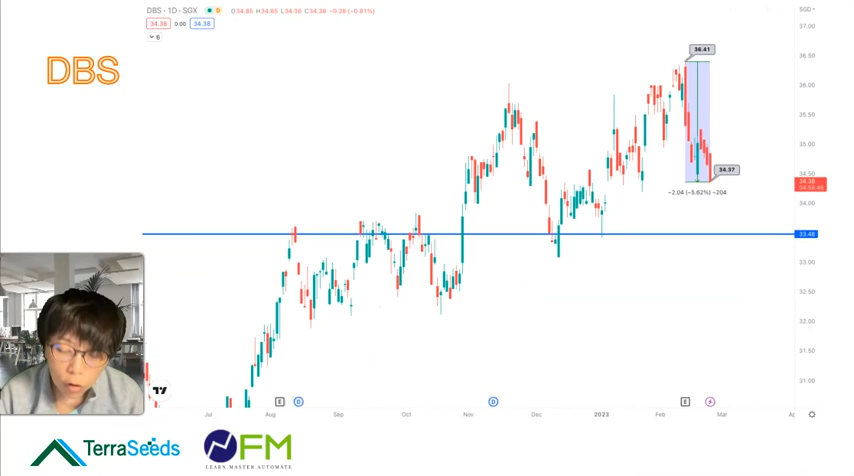 DBS · 1D · SGX D O34.85 H34.85 L34.38 C34.38 −0.28 (−0.81%)
SGD
34.38 0.00 34.38
6
DBS
37.00
36.50
36.00
35.50
35.00
34.50
34.38
34.00
33.48
33.00
32.50
32.00
31.50
31.00
36.41
34.37
−2.04 (−5.62%) −204
E D D E
Jul Aug Sep Oct Nov Dec 2023 Feb Mar
TerraSeeds
FM
LEARN.MASTER.AUTOMATE